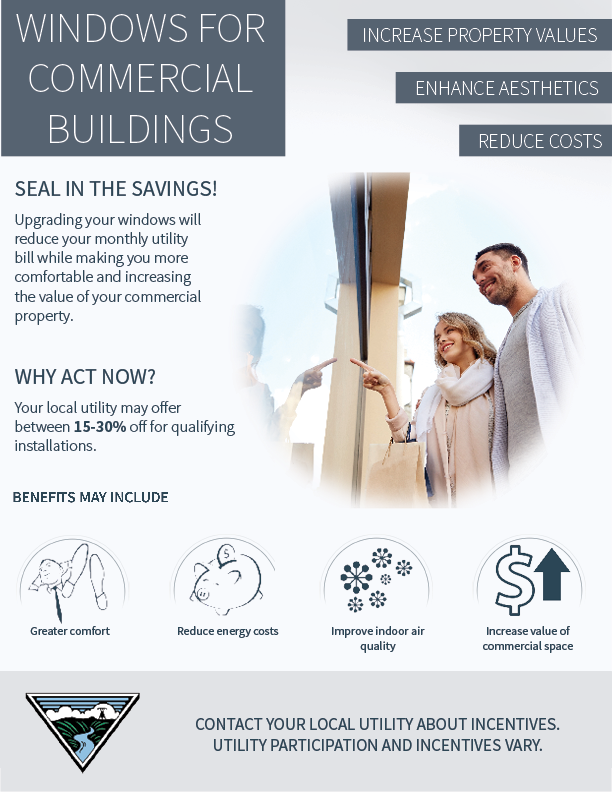 WINDOWS FOR
COMMERCIAL
BUILDINGS
INCREASE PROPERTY VALUES
ENHANCE AESTHETICS
REDUCE COSTS
SEAL IN THE SAVINGS!
Upgrading your windows will
reduce your monthly utility
bill while making you more
comfortable and increasing
the value of your commercial
property.
WHY ACT NOW?
Your local utility may offer
between 15-30% off for qualifying
installations.
BENEFITS MAY INCLUDE
$
$
Greater comfort
Reduce energy costs
Improve indoor air
quality
Increase value of
commercial space
CONTACT YOUR LOCAL UTILITY ABOUT INCENTIVES.
UTILITY PARTICIPATION AND INCENTIVES VARY.